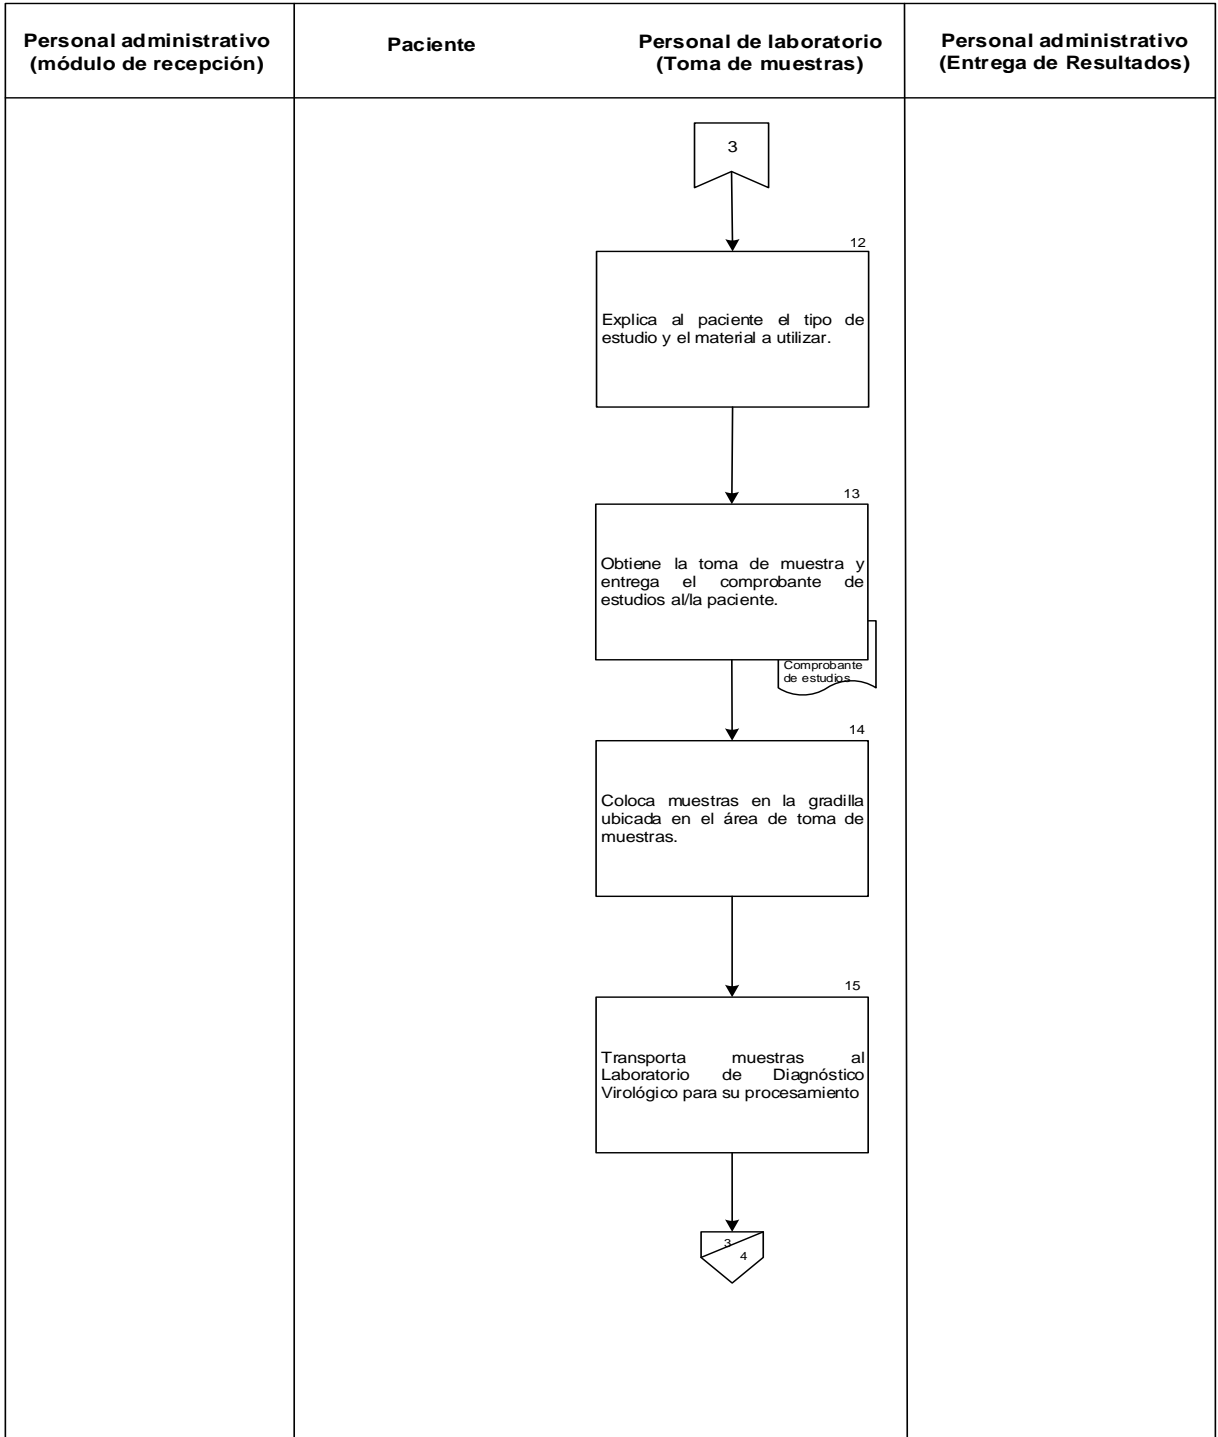 Personal administrativo
(módulo de recepción)
Paciente
Personal de laboratorio
(Toma de muestras)
Personal administrativo
(Entrega de Resultados)
3
12
Explica al paciente el tipo de
estudio y el material a utilizar.
13
Obtiene la toma de muestra y
entrega el comprobante de
estudios al/la paciente.
Comprobante
de estudios
14
Coloca muestras en la gradilla
ubicada en el área de toma de
muestras.
15
Transporta muestras al
Laboratorio de Diagnóstico
Virológico para su procesamiento
3
4